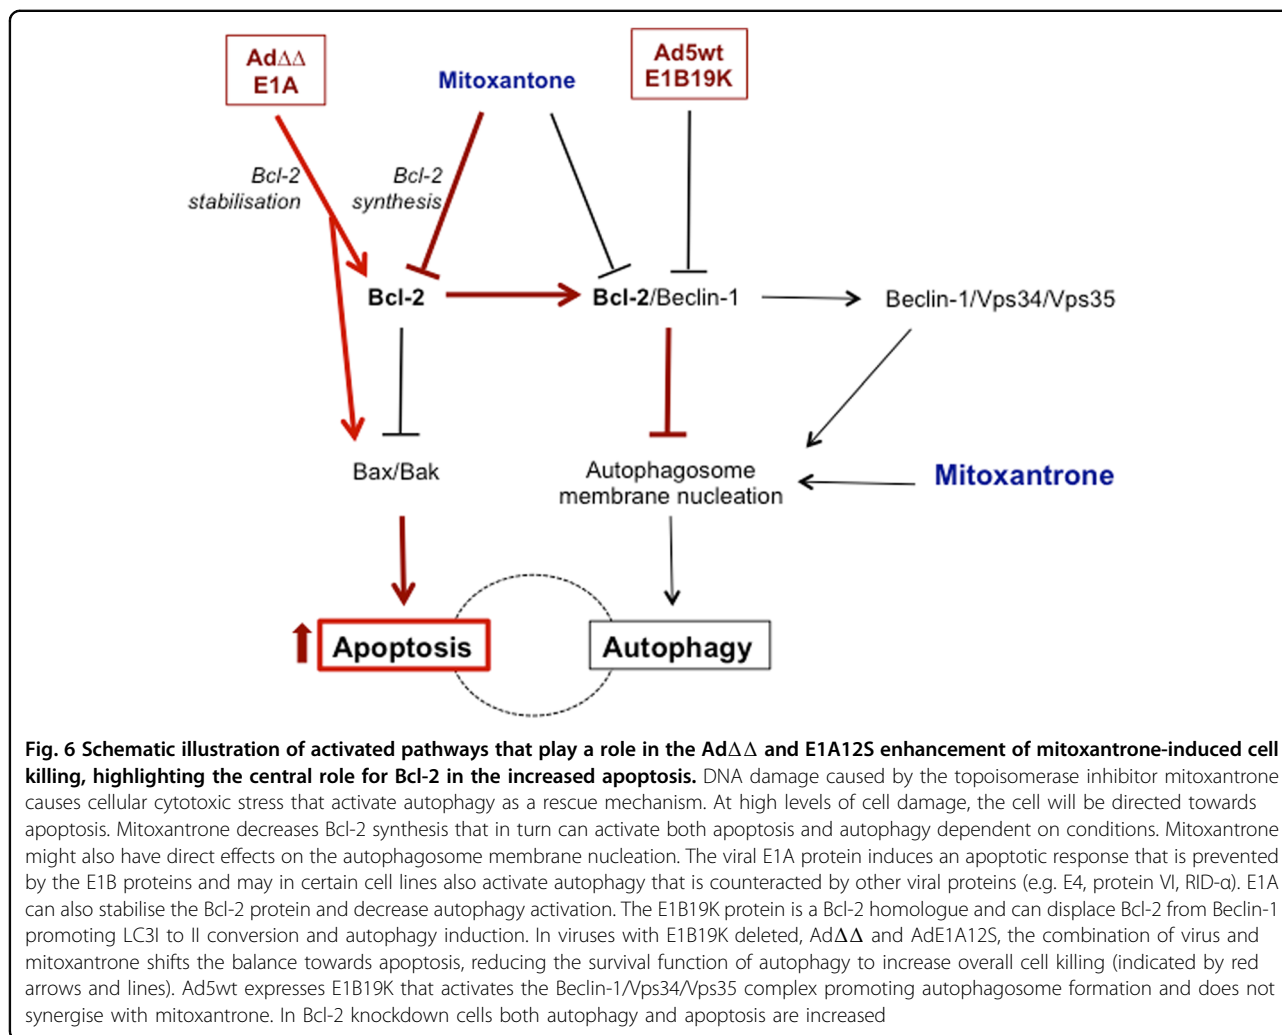 AdΔΔ
E1A
Mitoxantone
Ad5wt
E1B19K
Bcl-2
stabilisation
Bcl-2
synthesis
Bcl-2
Bcl-2/Beclin-1
Beclin-1/Vps34/Vps35
Bax/Bak
Autophagosome
membrane nucleation
Mitoxantrone
Apoptosis
Autophagy
Fig. 6 Schematic illustration of activated pathways that play a role in the AdΔΔ and E1A12S enhancement of mitoxantrone-induced cell
killing, highlighting the central role for Bcl-2 in the increased apoptosis. DNA damage caused by the topoisomerase inhibitor mitoxantrone
causes cellular cytotoxic stress that activate autophagy as a rescue mechanism. At high levels of cell damage, the cell will be directed towards
apoptosis. Mitoxantrone decreases Bcl-2 synthesis that in turn can activate both apoptosis and autophagy dependent on conditions. Mitoxantrone
might also have direct effects on the autophagosome membrane nucleation. The viral E1A protein induces an apoptotic response that is prevented
by the E1B proteins and may in certain cell lines also activate autophagy that is counteracted by other viral proteins (e.g. E4, protein VI, RID-α). E1A
can also stabilise the Bcl-2 protein and decrease autophagy activation. The E1B19K protein is a Bcl-2 homologue and can displace Bcl-2 from Beclin-1
promoting LC3I to II conversion and autophagy induction. In viruses with E1B19K deleted, AdΔΔ and AdE1A12S, the combination of virus and
mitoxantrone shifts the balance towards apoptosis, reducing the survival function of autophagy to increase overall cell killing (indicated by red
arrows and lines). Ad5wt expresses E1B19K that activates the Beclin-1/Vps34/Vps35 complex promoting autophagosome formation and does not
synergise with mitoxantrone. In Bcl-2 knockdown cells both autophagy and apoptosis are increased